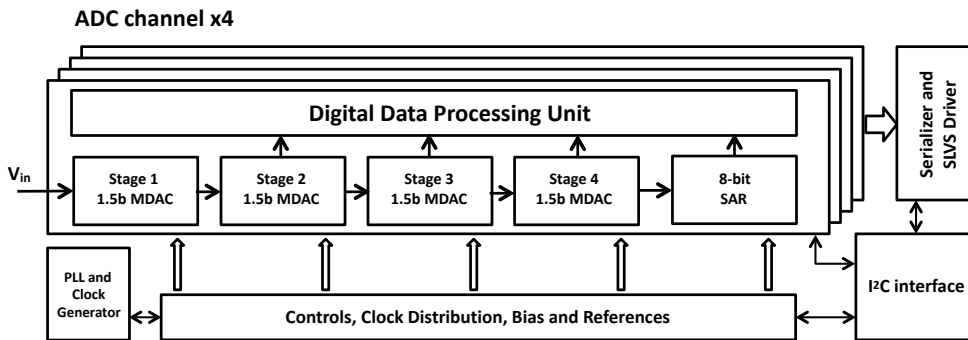 ADC channel x4
Digital Data Processing Unit
Serializer and
SLVS Driver
Vin
Stage 1
1.5b MDAC
Stage 2
1.5b MDAC
Stage 3
1.5b MDAC
Stage 4
1.5b MDAC
8-bit
SAR
PLL and
Clock
Generator
Controls, Clock Distribution, Bias and References
I²C interface